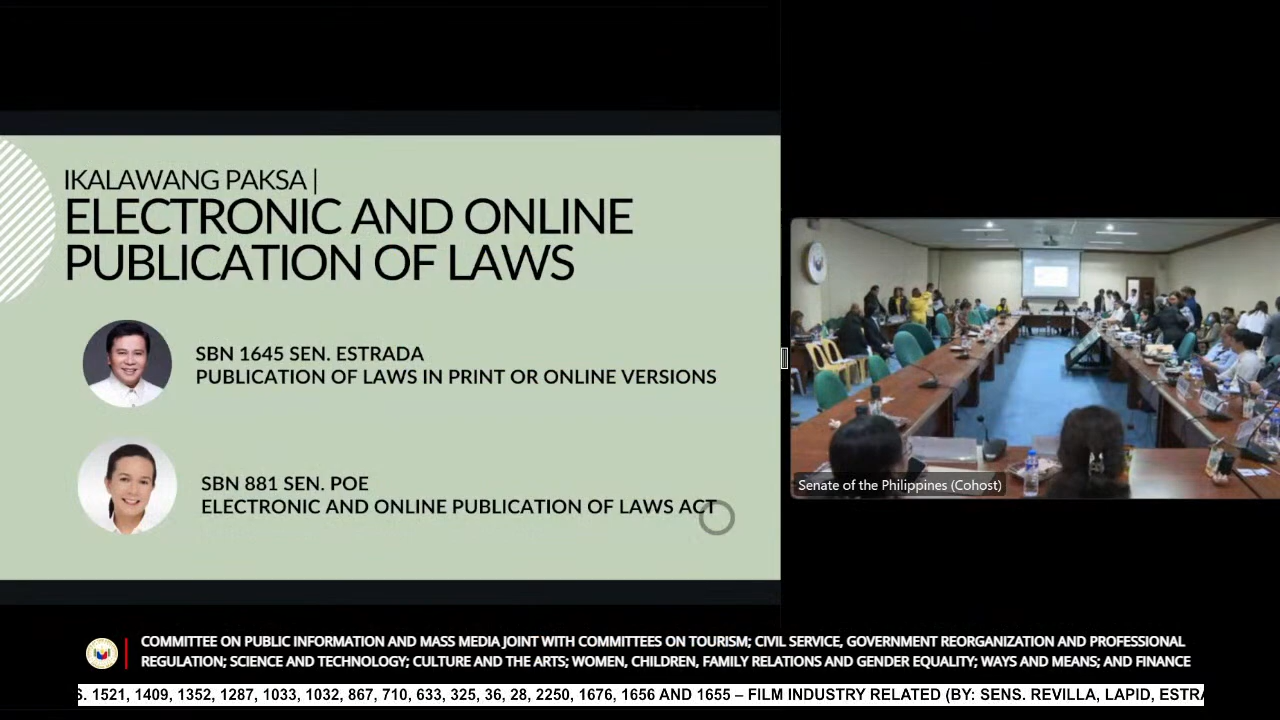 IKALAWANG PAKSA |
ELECTRONIC AND ONLINE
PUBLICATION OF LAWS
SBN 1645 SEN. ESTRADA
PUBLICATION OF LAWS IN PRINT OR ONLINE VERSIONS
SBN 881 SEN. POE
ELECTRONIC AND ONLINE PUBLICATION OF LAWS ACT
Senate of the Philippines (Cohost)
COMMITTEE ON PUBLIC INFORMATION AND MASS MEDIA JOINT WITH COMMITTEES ON TOURISM; CIVIL SERVICE, GOVERNMENT REORGANIZATION AND PROFESSIONAL
REGULATION; SCIENCE AND TECHNOLOGY; CULTURE AND THE ARTS; WOMEN, CHILDREN, FAMILY RELATIONS AND GENDER EQUALITY; WAYS AND MEANS; AND FINANCE
S. 1521, 1409, 1352, 1287, 1033, 1032, 867, 710, 633, 325, 36, 28, 2250, 1676, 1656 AND 1655 – FILM INDUSTRY RELATED (BY: SENS. REVILLA, LAPID, ESTRA